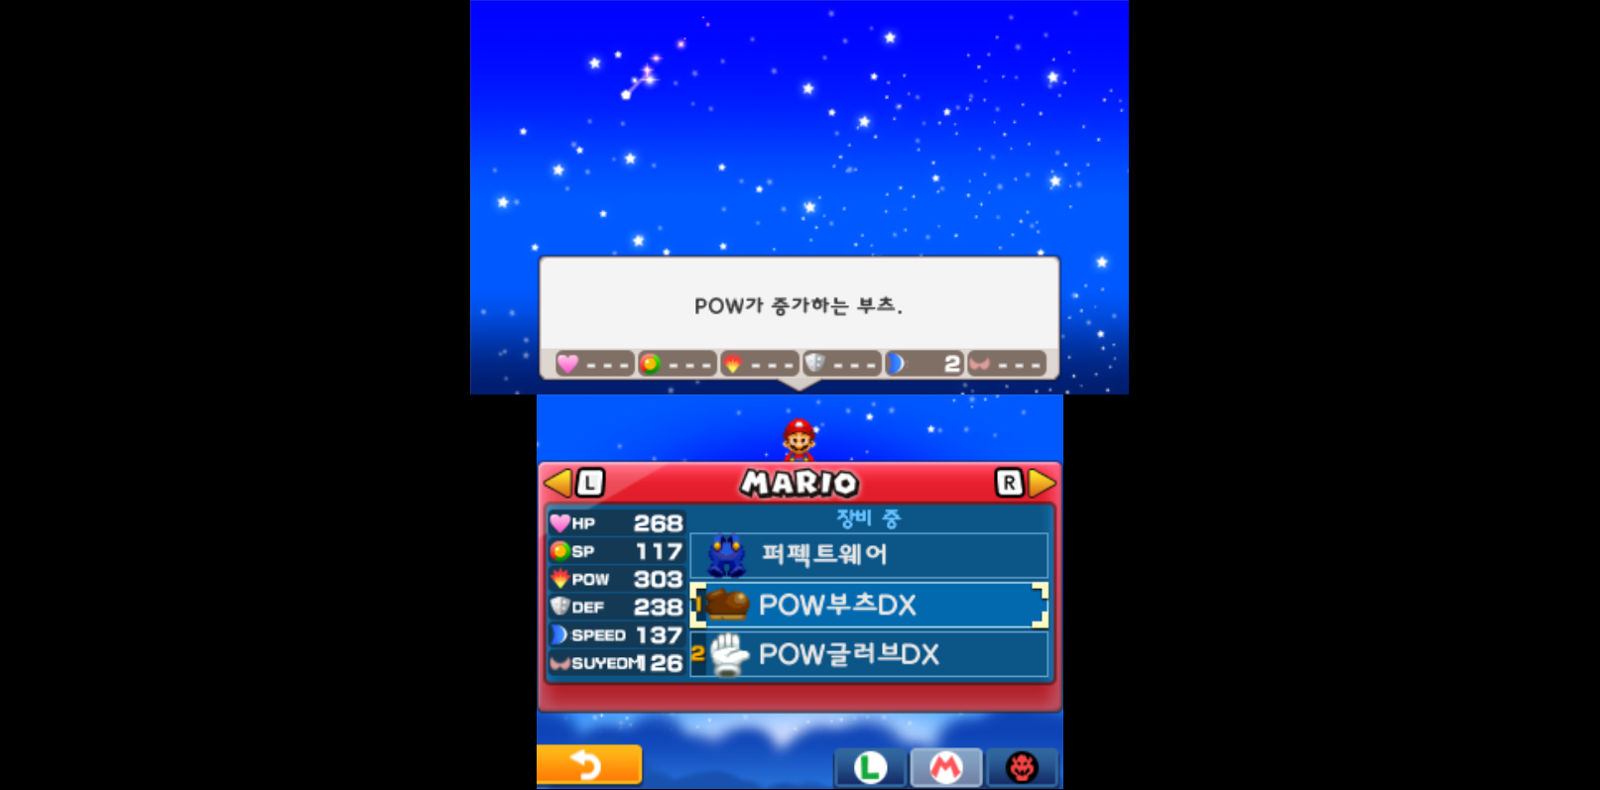 POW가 증가하는 부츠.
--- --- --- --- 2 ---
L MARIO R
장비 중
HP 268
SP 117
POW 303
DEF 238
SPEED 137
SUYEOM 126
퍼펙트웨어
1 POW부츠DX
2 POW글러브DX
L M